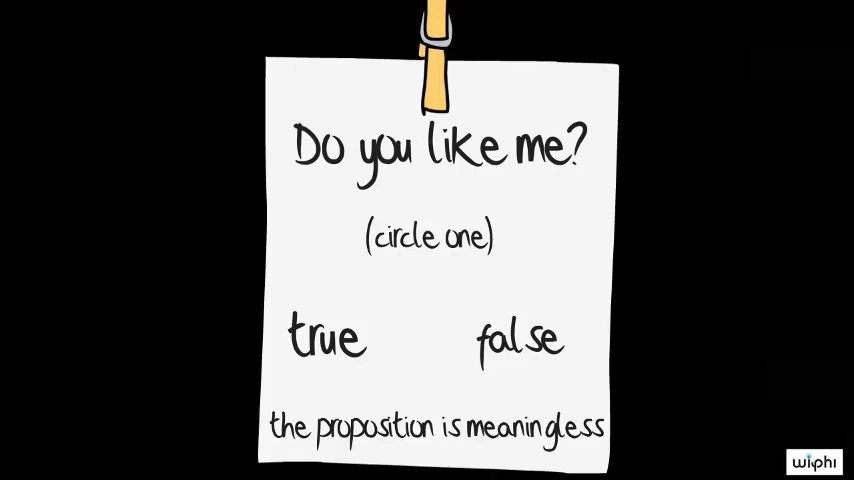 Do you like me?
(circle one)
true false
the proposition is meaningless
wiphi